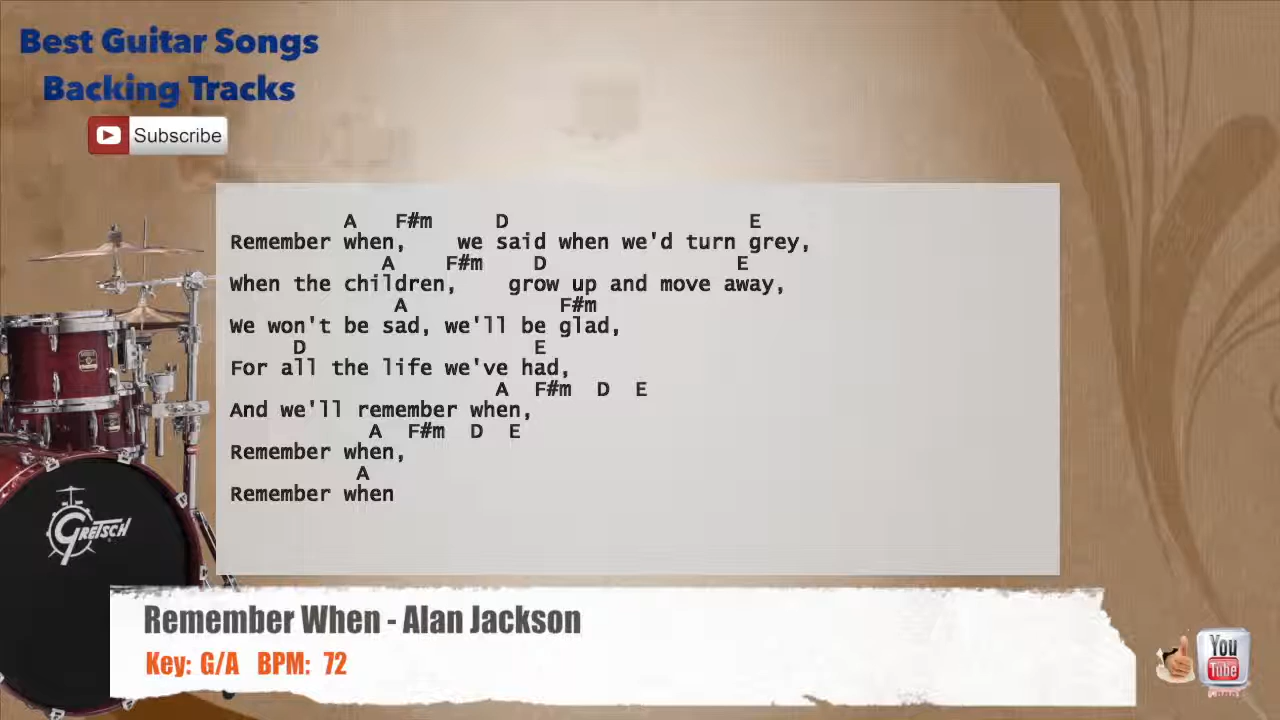 Best Guitar Songs
Backing Tracks
Subscribe
A F#m D E
Remember when, we said when we'd turn grey,
A F#m D E
When the children, grow up and move away,
A F#m
We won't be sad, we'll be glad,
D E
For all the life we've had,
A F#m D E
And we'll remember when,
A F#m D E
Remember when,
A
Remember when
GRETSCH
Remember When - Alan Jackson
Key: G/A BPM: 72
You
Tube